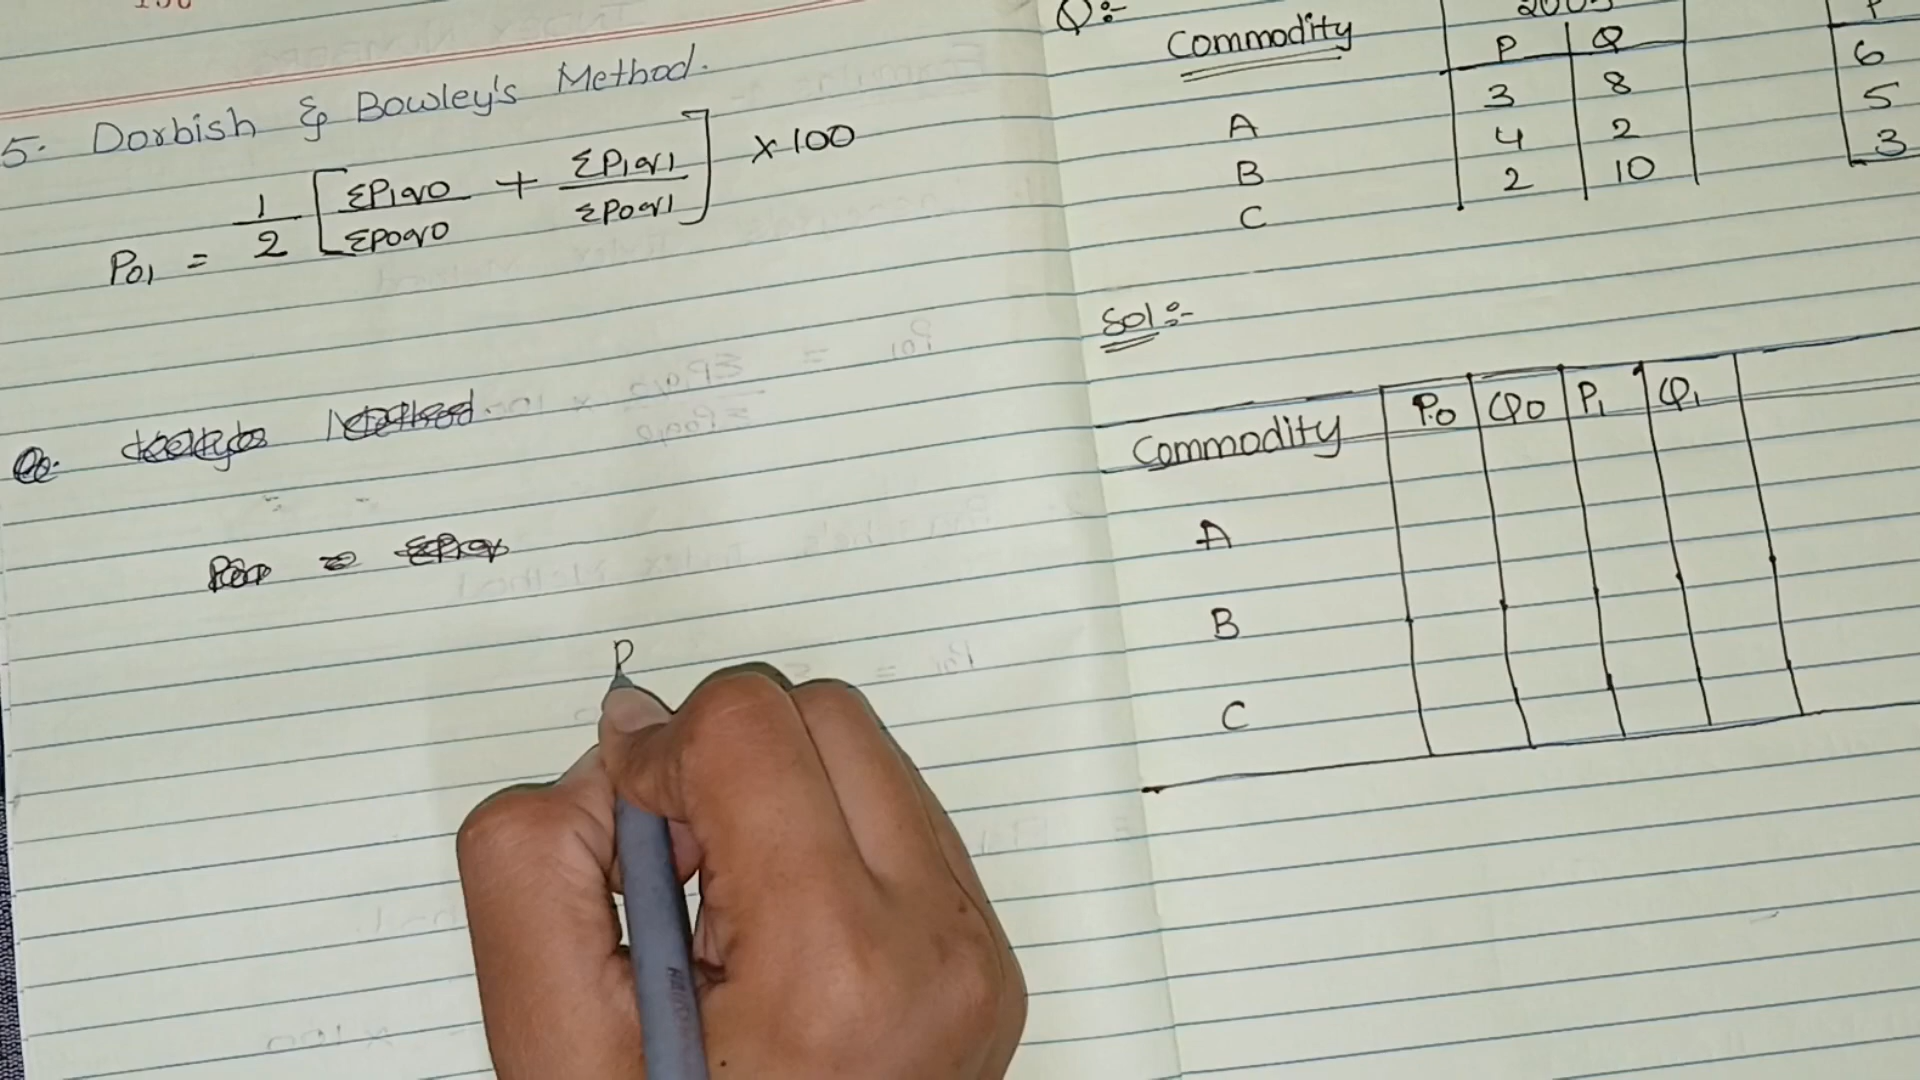 5. Dorbish & Bowley's Method.
P01 = 1/2 [ΣP1q0/ΣP0q0 + ΣP1q1/ΣP0q1] × 100
P
Q:-
Commodity
P Q P
A 3 8 6
B 4 2 5
C 2 10 3
Sol:-
Commodity P0 Q0 P1 Q1
A
B
C